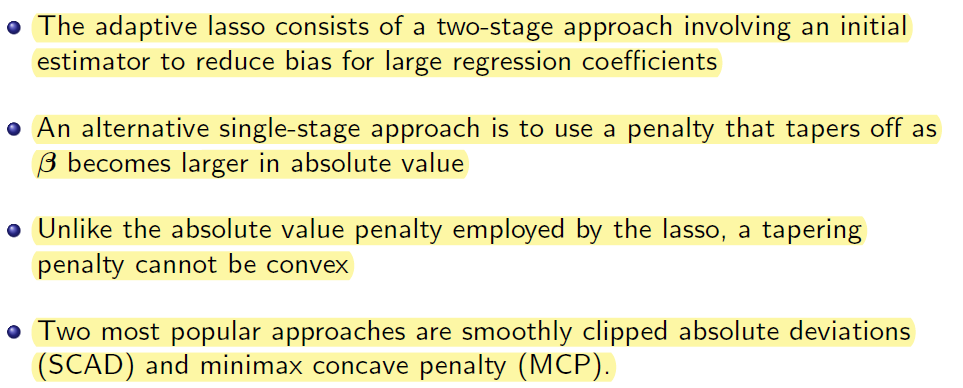 The adaptive lasso consists of a two-stage approach involving an initial
estimator to reduce bias for large regression coefficients
An alternative single-stage approach is to use a penalty that tapers off as
β becomes larger in absolute value
Unlike the absolute value penalty employed by the lasso, a tapering
penalty cannot be convex
Two most popular approaches are smoothly clipped absolute deviations
(SCAD) and minimax concave penalty (MCP).